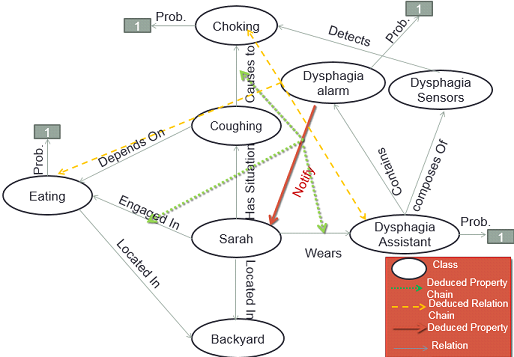 1
Prob.
Choking
Prob.
1
Detects
Causes to
Dysphagia
alarm
Dysphagia
Sensors
1
Prob.
Depends On
Coughing
Contains
composes Of
Eating
Engaced In
Has Situation
Notify
Sarah
Wears
Dysphagia
Assistant
Prob.
1
Located In
Located In
Backyard
Class
Deduced Property
Chain
Deduced Relation
Chain
Deduced Property
Relation